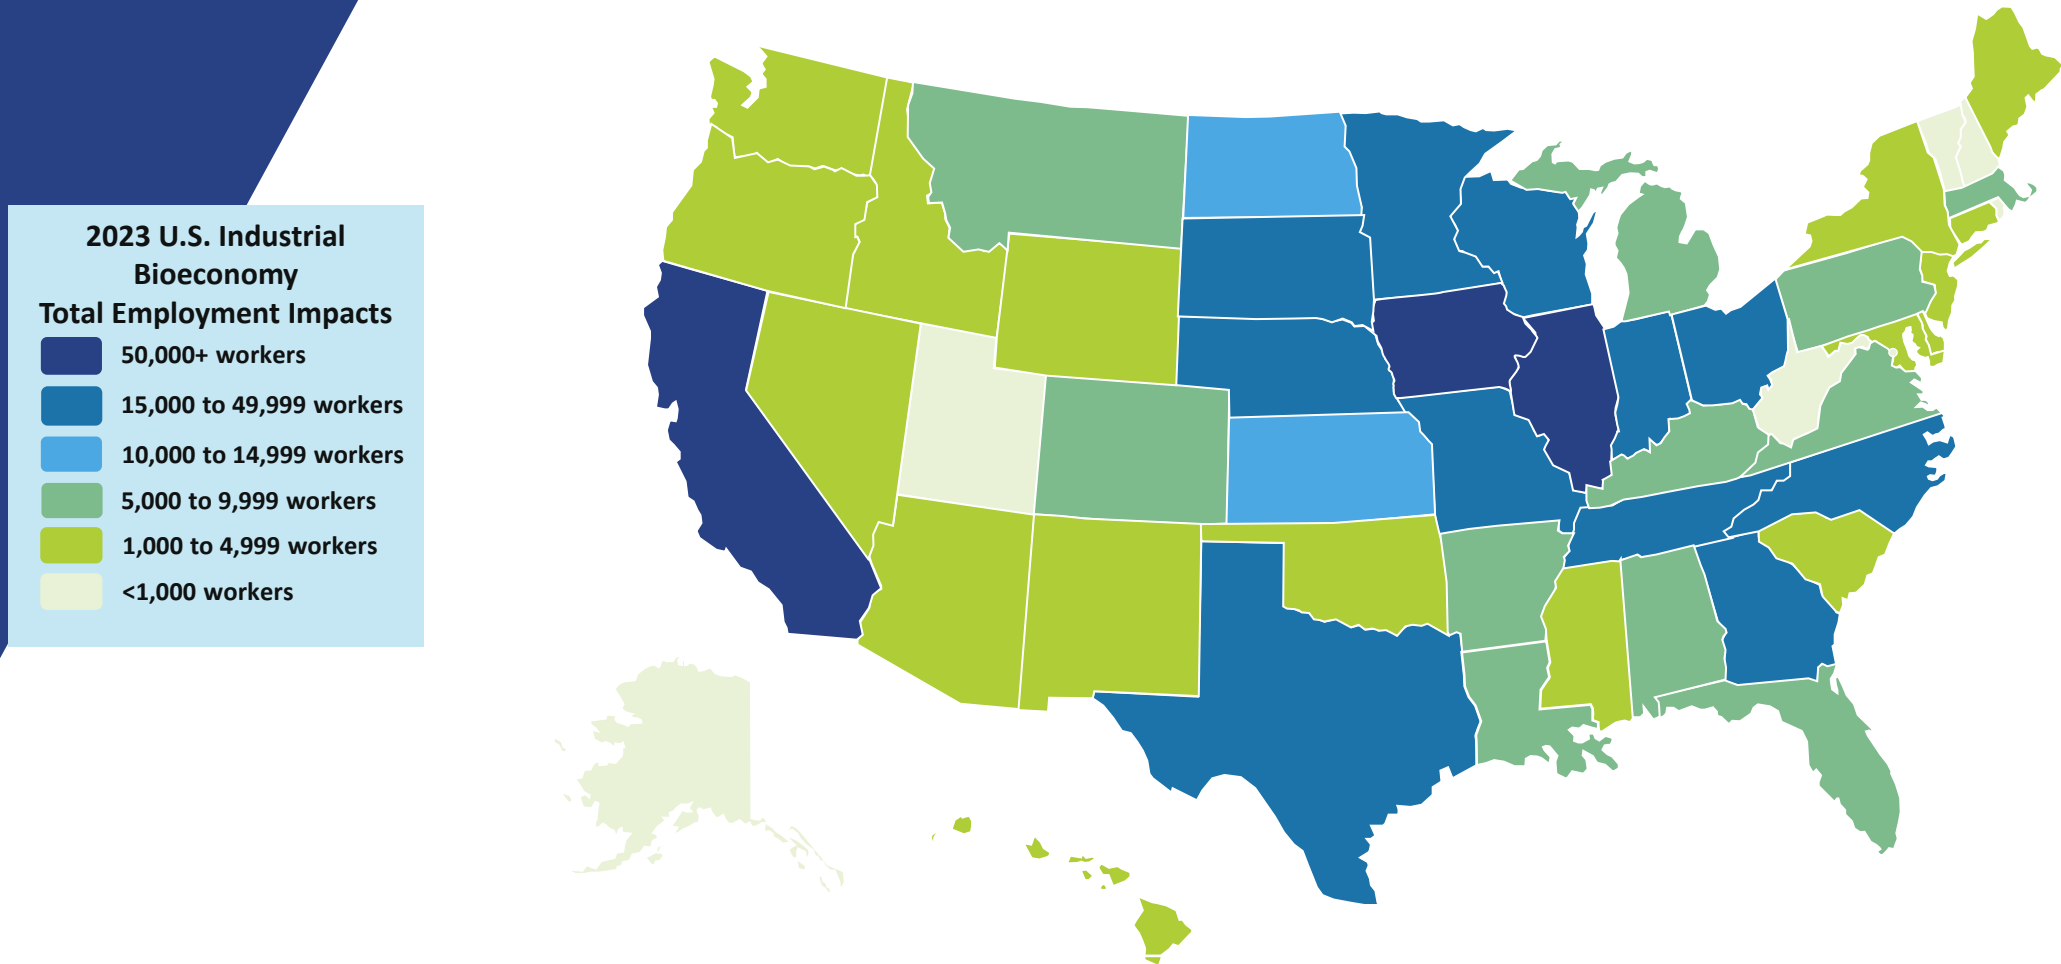 2023 U.S. Industrial
Bioeconomy
Total Employment Impacts
50,000+ workers
15,000 to 49,999 workers
10,000 to 14,999 workers
5,000 to 9,999 workers
1,000 to 4,999 workers
<1,000 workers